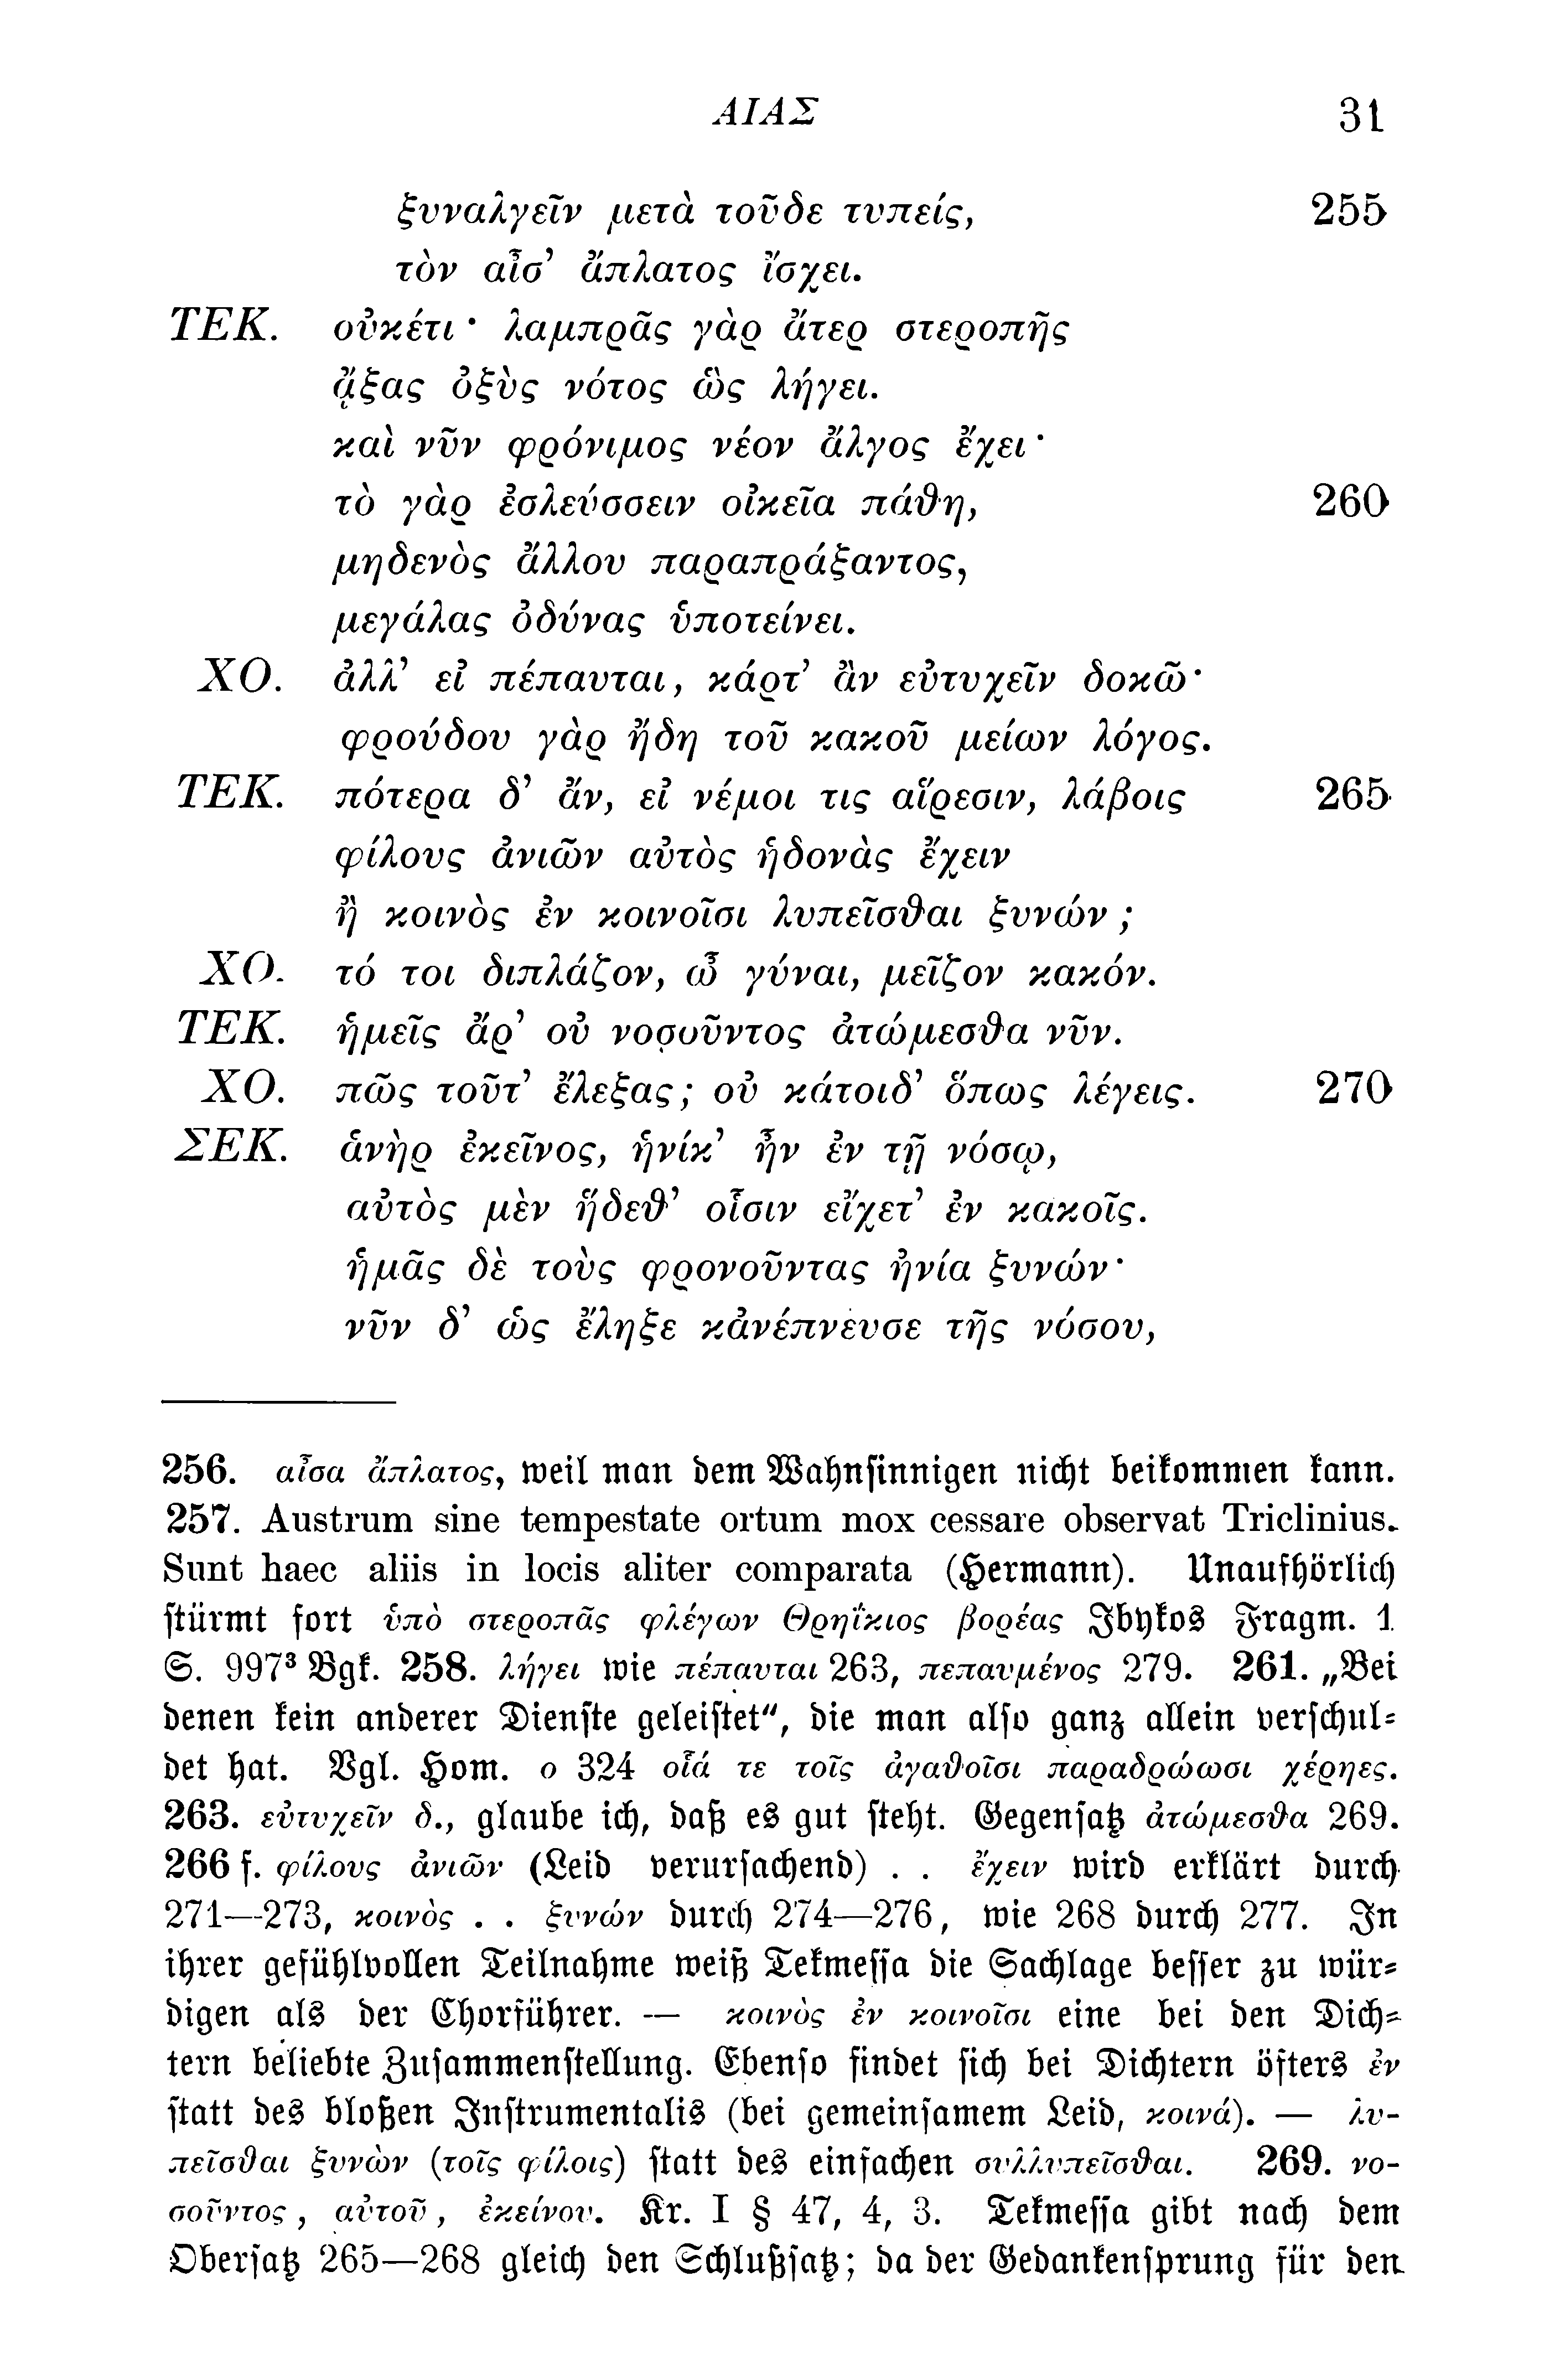 ΑΙΑΣ 31
ξυναλγεῖν μετὰ τοῦδε τυπείς, 255
τὸν αἶσ’ ἄπλατος ἴσχει.
ΤΕΚ. οὐκέτι· λαμπρᾶς γὰρ ἄτερ στεροπῆς
ᾄξας ὀξὺς νότος ὣς λήγει.
καὶ νῦν φρόνιμος νέον ἄλγος ἔχει·
τὸ γὰρ ἐσλεύσσειν οἰκεῖα πάθη, 260
μηδενὸς ἄλλου παραπράξαντος,
μεγάλας ὀδύνας ὑποτείνει.
ΧΟ. ἀλλ’ εἰ πέπαυται, κάρτ’ ἂν εὐτυχεῖν δοκῶ·
φρούδου γὰρ ἤδη τοῦ κακοῦ μείων λόγος.
ΤΕΚ. πότερα δ’ ἄν, εἰ νέμοι τις αἵρεσιν, λάβοις 265
φίλους ἀνιῶν αὐτὸς ἡδονὰς ἔχειν
ἢ κοινὸς ἐν κοινοῖσι λυπεῖσθαι ξυνών;
ΧΟ. τό τοι διπλάζον, ὦ γύναι, μεῖζον κακόν.
ΤΕΚ. ἡμεῖς ἄρ’ οὐ νοσοῦντος ἀτώμεσθα νῦν.
ΧΟ. πῶς τοῦτ’ ἔλεξας; οὐ κάτοιδ’ ὅπως λέγεις. 270
ΣΕΚ. ἁνὴρ ἐκεῖνος, ἡνίκ’ ἦν ἐν τῇ νόσῳ,
αὐτὸς μὲν ἥδεθ’ οἷσιν εἴχετ’ ἐν κακοῖς.
ἡμᾶς δὲ τοὺς φρονοῦντας ἠνία ξυνών·
νῦν δ’ ὡς ἔληξε κἀνέπνευσε τῆς νόσου,
256. αἶσα ἄπλατος, weil man dem Wahnsinnigen nicht beikommen kann.
257. Austrum sine tempestate ortum mox cessare observat Triclinius.
Sunt haec aliis in locis aliter comparata (Hermann). Unaufhörlich
stürmt fort ὑπὸ στεροπᾶς φλέγων Θρηΐκιος βορέας Ibykos Fragm. 1
S. 997³ Bgk. 258. λήγει wie πέπαυται 263, πεπαυμένος 279. 261. „Bei
denen kein anderer Dienste geleistet", die man also ganz allein verschul-
det hat. Vgl. Hom. ο 324 οἷά τε τοῖς ἀγαθοῖσι παραδρώωσι χέρηες.
263. εὐτυχεῖν δ., glaube ich, daß es gut steht. Gegensatz ἀτώμεσθα 269.
266 f. φίλους ἀνιῶν (Leid verursachend) . . ἔχειν wird erklärt durch
271—273, κοινὸς . . ξυνών durch 274—276, wie 268 durch 277. In
ihrer gefühlvollen Teilnahme weiß Tekmessa die Sachlage besser zu wür-
digen als der Chorführer. — κοινὸς ἐν κοινοῖσι eine bei den Dich-
tern beliebte Zusammenstellung. Ebenso findet sich bei Dichtern öfters ἐν
statt des bloßen Instrumentalis (bei gemeinsamem Leid, κοινά). — λυ-
πεῖσθαι ξυνὼν (τοῖς φίλοις) statt des einfachen συλλυπεῖσθαι. 269. νο-
σοῦντος, αὐτοῦ, ἐκείνου. Kr. I § 47, 4, 3. Tekmessa gibt nach dem
Obersatz 265—268 gleich den Schlußsatz; da der Gedankensprung für den